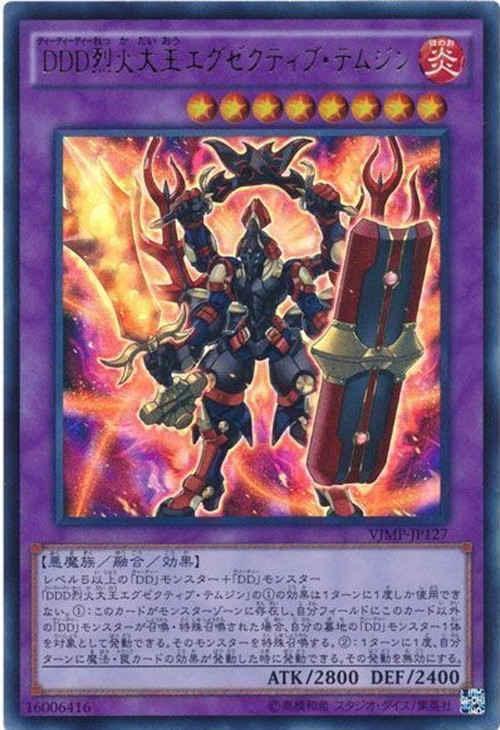 ディーディーディーれっかだいおう
DDD烈火大王エグゼクティブ・テムジン
ほのお
炎
VJMP-JP127
【悪魔族／融合／効果】
レベル5以上の「DD」モンスター＋「DD」モンスター
「DDD烈火大王エグゼクティブ・テムジン」の①の効果は1ターンに1度しか使用でき
ない。①：このカードがモンスターゾーンに存在し、自分フィールドにこのカード以外
の「DD」モンスターが召喚・特殊召喚された場合、自分の墓地の「DD」モンスター1体
を対象として発動できる。そのモンスターを特殊召喚する。②：1ターンに1度、自分
ターンに魔法・罠カードの効果が発動した時に発動できる。その発動を無効にする。
ATK/2800 DEF/2400
16006416
©高橋和希 スタジオ・ダイス/集英社